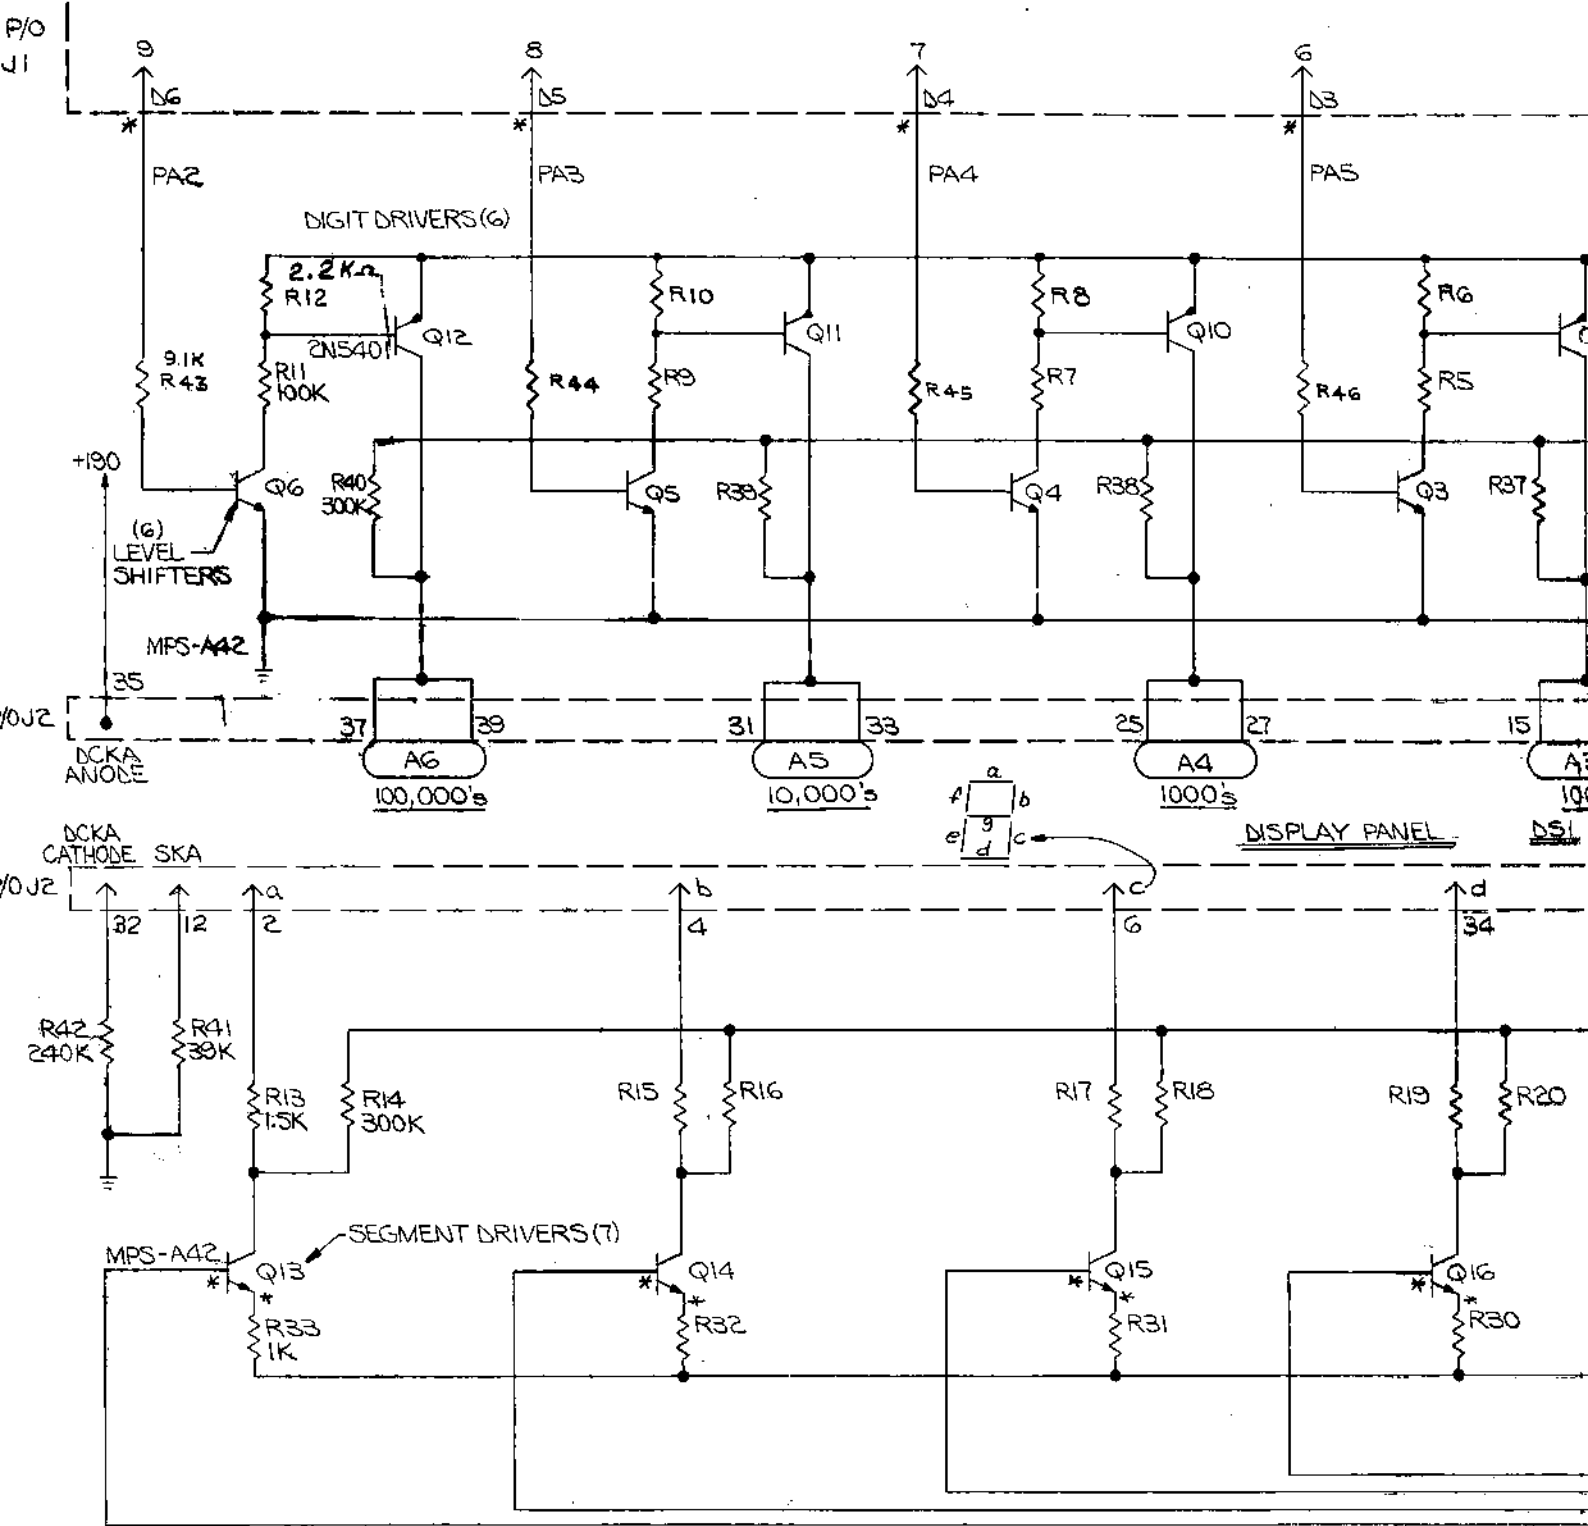 P/O
J1
9
8
7
6
D6
D5
D4
D3
*
*
*
*
PA2
PA3
PA4
PA5
DIGIT DRIVERS (6)
2.2KΩ
R12
R10
R8
R6
Q12
Q11
Q10
2N5401
9.1K
R43
R11
100K
R44
R9
R45
R7
R46
R5
+190
Q6
R40
300K
Q5
R39
Q4
R38
Q3
R37
(6)
LEVEL
SHIFTERS
MPS-A42
35
/OJ2
37
39
31
33
25
27
15
DCKA
ANODE
A6
A5
A4
100,000's
10,000's
1000's
a
f
b
g
e
c
d
DISPLAY PANEL
DS1
DCKA
CATHODE
SKA
/OJ2
a
b
c
d
32
12
2
4
6
34
R42
240K
R41
39K
R13
1.5K
R14
300K
R15
R16
R17
R18
R19
R20
SEGMENT DRIVERS (7)
MPS-A42
*
Q13
*
*
Q14
*
*
Q15
*
*
Q16
*
R33
1K
R32
R31
R30